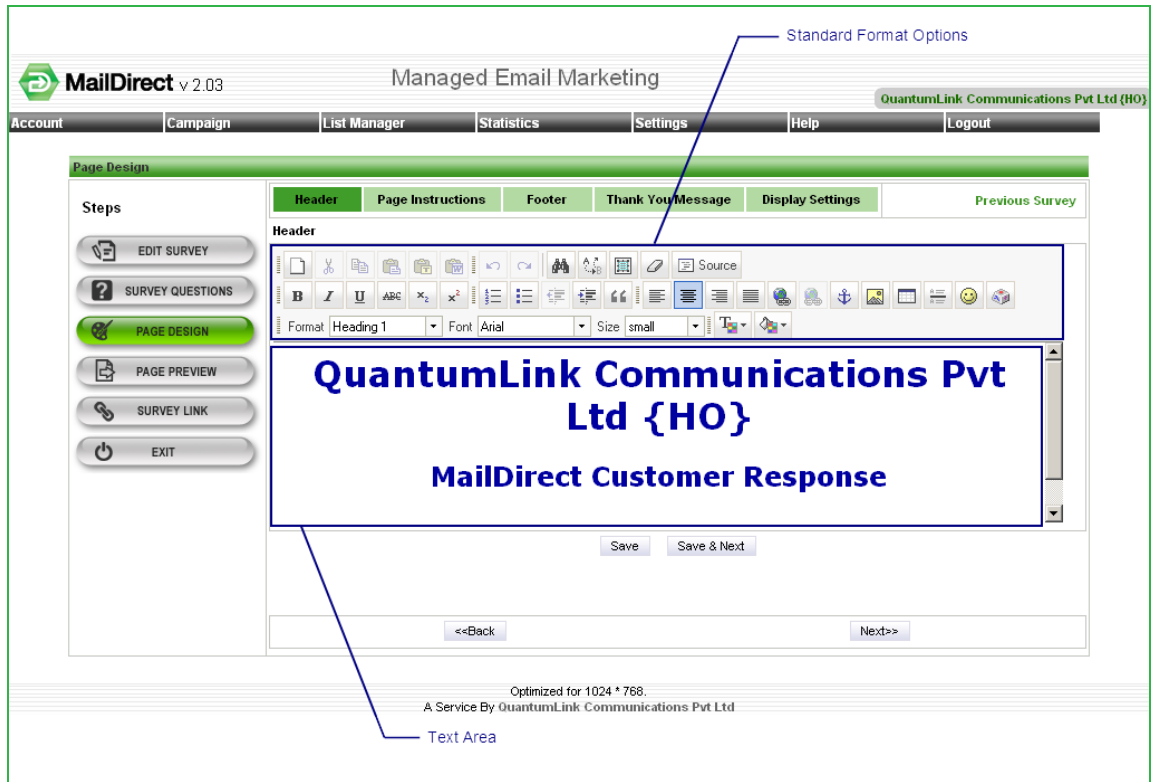 Standard Format Options
MailDirect v 2.03
Managed Email Marketing
QuantumLink Communications Pvt Ltd {HO}
Account Campaign List Manager Statistics Settings Help Logout
Page Design
Steps
EDIT SURVEY
SURVEY QUESTIONS
PAGE DESIGN
PAGE PREVIEW
SURVEY LINK
EXIT
Header Page Instructions Footer Thank You Message Display Settings Previous Survey
Header
Source
B I U ABC x₂ x²
Format Heading 1 Font Arial Size small
QuantumLink Communications Pvt
Ltd {HO}
MailDirect Customer Response
Save Save & Next
<<Back Next>>
Optimized for 1024 * 768.
A Service By QuantumLink Communications Pvt Ltd
Text Area